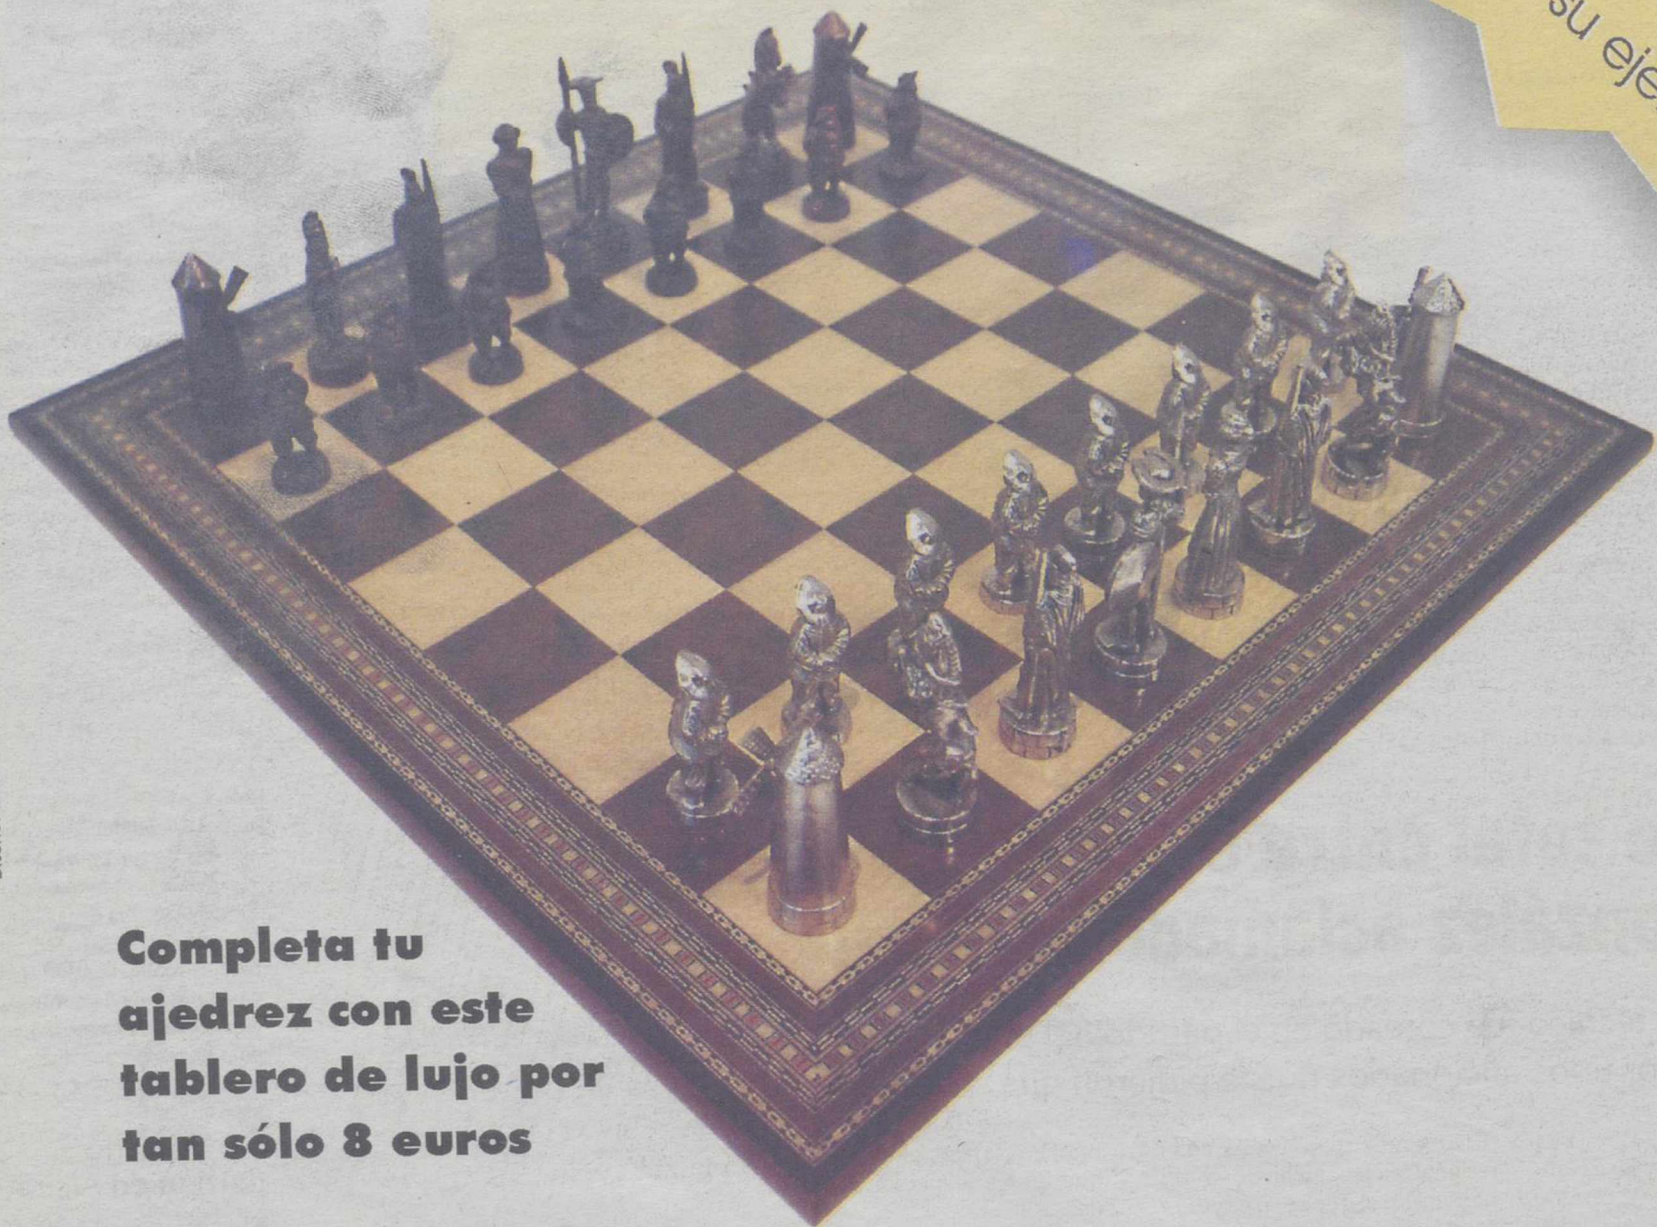 su eje
Completa tu
ajedrez con este
tablero de lujo por
tan sólo 8 euros